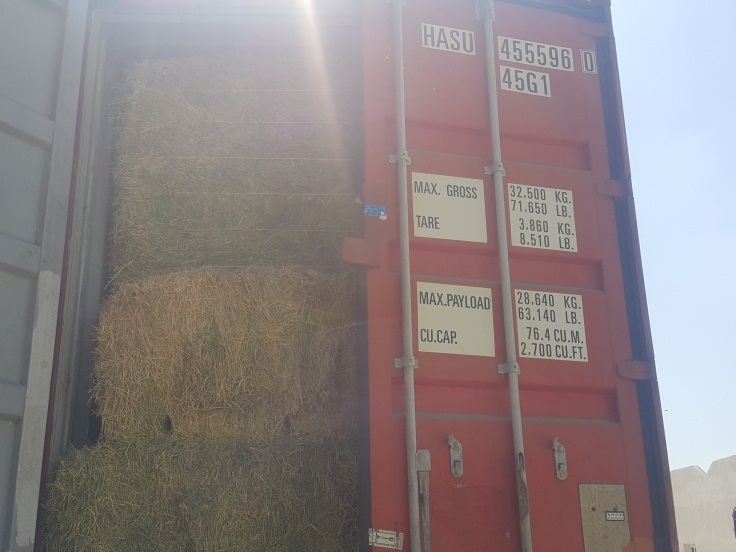 HASU 455596 0
45G1
MAX. GROSS 32.500 KG.
71.650 LB.
TARE 3.860 KG.
8.510 LB.
MAX.PAYLOAD 28.640 KG.
63.140 LB.
CU.CAP. 76.4 CU.M.
2.700 CU.FT.